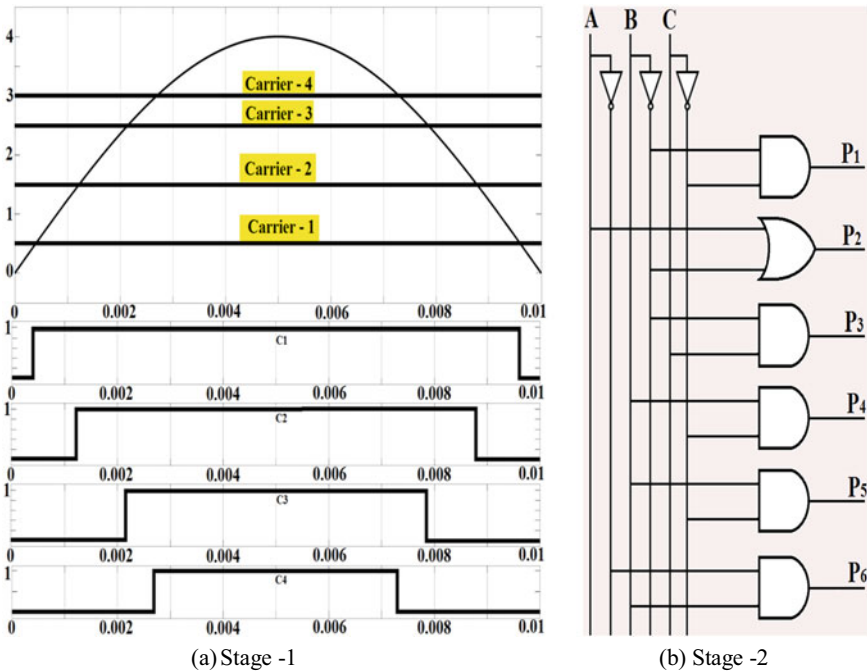 4
3
2
1
0
Carrier - 4
Carrier - 3
Carrier - 2
Carrier - 1
0 0.002 0.004 0.006 0.008 0.01
1
C1
0 0.002 0.004 0.006 0.008 0.01
1
C2
0 0.002 0.004 0.006 0.008 0.01
1
C3
0 0.002 0.004 0.006 0.008 0.01
1
C4
0 0.002 0.004 0.006 0.008 0.01
(a) Stage -1
A B C
P1
P2
P3
P4
P5
P6
(b) Stage -2